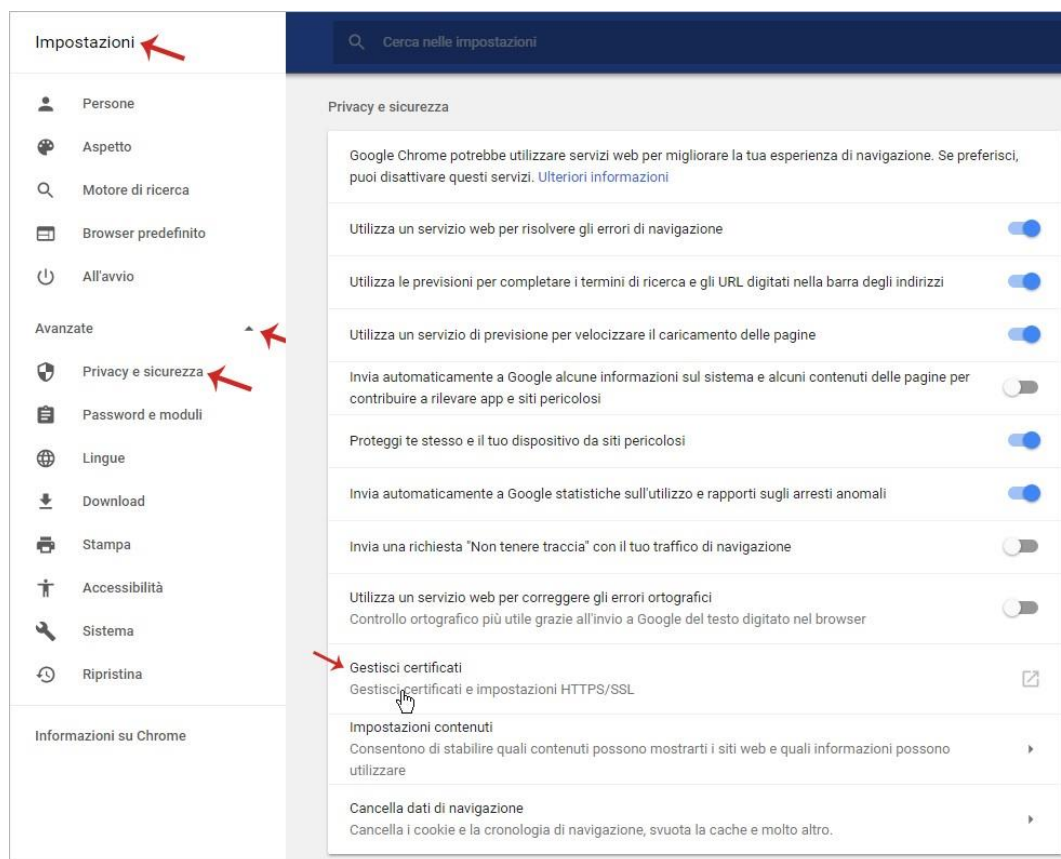 Impostazioni
Cerca nelle impostazioni
Persone
Aspetto
Motore di ricerca
Browser predefinito
All'avvio
Avanzate
Privacy e sicurezza
Password e moduli
Lingue
Download
Stampa
Accessibilità
Sistema
Ripristina
Informazioni su Chrome
Privacy e sicurezza
Google Chrome potrebbe utilizzare servizi web per migliorare la tua esperienza di navigazione. Se preferisci,
puoi disattivare questi servizi. Ulteriori informazioni
Utilizza un servizio web per risolvere gli errori di navigazione
Utilizza le previsioni per completare i termini di ricerca e gli URL digitati nella barra degli indirizzi
Utilizza un servizio di previsione per velocizzare il caricamento delle pagine
Invia automaticamente a Google alcune informazioni sul sistema e alcuni contenuti delle pagine per
contribuire a rilevare app e siti pericolosi
Proteggi te stesso e il tuo dispositivo da siti pericolosi
Invia automaticamente a Google statistiche sull'utilizzo e rapporti sugli arresti anomali
Invia una richiesta "Non tenere traccia" con il tuo traffico di navigazione
Utilizza un servizio web per correggere gli errori ortografici
Controllo ortografico più utile grazie all'invio a Google del testo digitato nel browser
Gestisci certificati
Gestisci certificati e impostazioni HTTPS/SSL
Impostazioni contenuti
Consentono di stabilire quali contenuti possono mostrarti i siti web e quali informazioni possono
utilizzare
Cancella dati di navigazione
Cancella i cookie e la cronologia di navigazione, svuota la cache e molto altro.